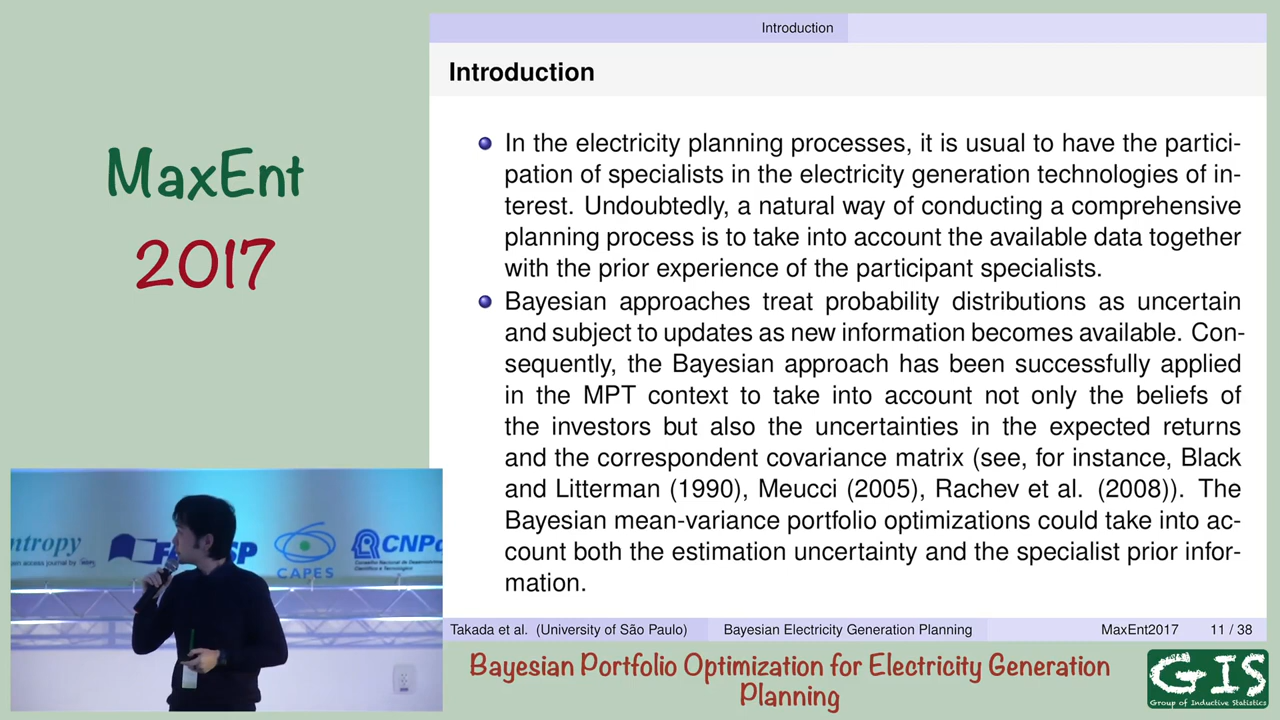 MaxEnt
2017
Introduction
Introduction
In the electricity planning processes, it is usual to have the partici-
pation of specialists in the electricity generation technologies of in-
terest. Undoubtedly, a natural way of conducting a comprehensive
planning process is to take into account the available data together
with the prior experience of the participant specialists.
Bayesian approaches treat probability distributions as uncertain
and subject to updates as new information becomes available. Con-
sequently, the Bayesian approach has been successfully applied
in the MPT context to take into account not only the beliefs of
the investors but also the uncertainties in the expected returns
and the correspondent covariance matrix (see, for instance, Black
and Litterman (1990), Meucci (2005), Rachev et al. (2008)). The
Bayesian mean-variance portfolio optimizations could take into ac-
count both the estimation uncertainty and the specialist prior infor-
mation.
Takada et al. (University of São Paulo) Bayesian Electricity Generation Planning MaxEnt2017 11 / 38
ntropy
CAPES
CNPq
Bayesian Portfolio Optimization for Electricity Generation
Planning
GIS
Group of Inductive Statistics